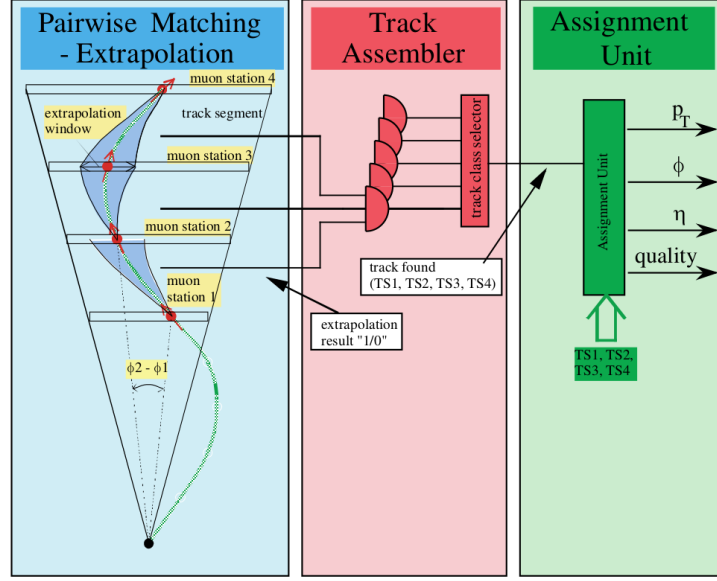 Pairwise Matching
- Extrapolation
muon station 4
extrapolation
window
track segment
muon station 3
muon station 2
muon
station 1
ϕ2 - ϕ1
extrapolation
result "1/0"
Track
Assembler
track class selector
track found
(TS1, TS2, TS3, TS4)
Assignment
Unit
Assignment Unit
pT
ϕ
η
quality
TS1, TS2,
TS3, TS4